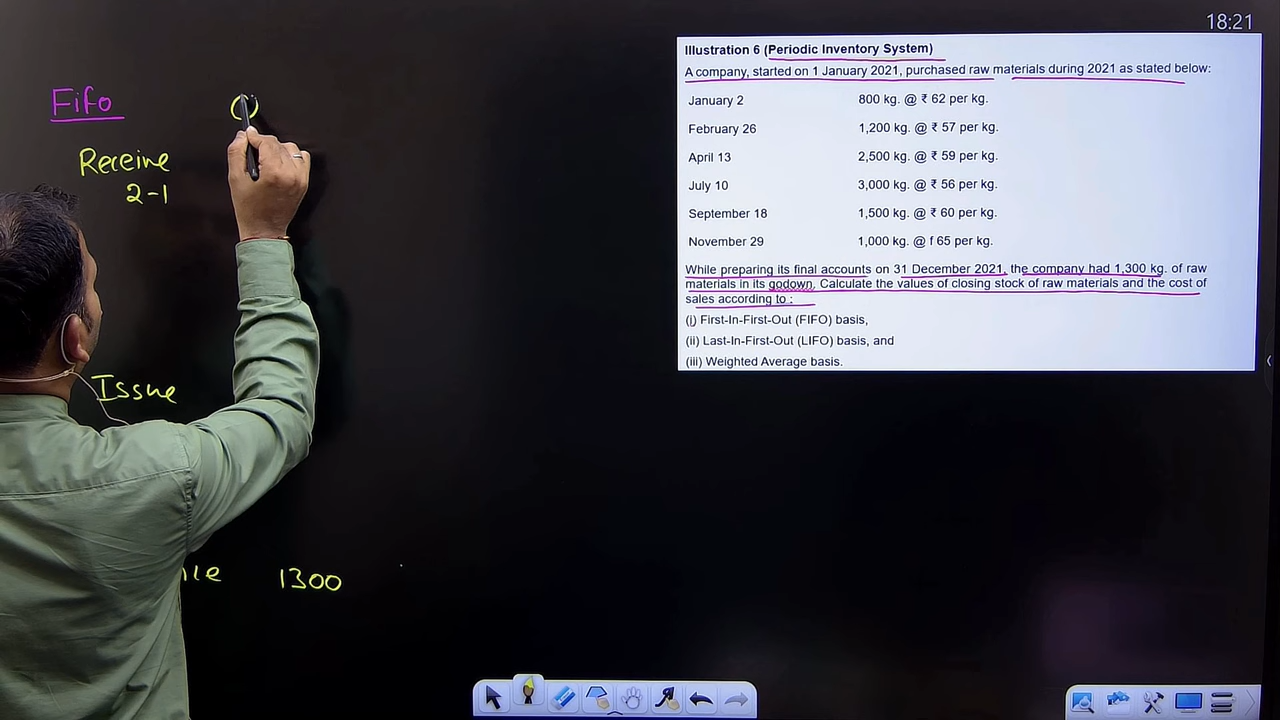 18:21
Illustration 6 (Periodic Inventory System)
A company, started on 1 January 2021, purchased raw materials during 2021 as stated below:
January 2 800 kg. @ ₹ 62 per kg.
February 26 1,200 kg. @ ₹ 57 per kg.
April 13 2,500 kg. @ ₹ 59 per kg.
July 10 3,000 kg. @ ₹ 56 per kg.
September 18 1,500 kg. @ ₹ 60 per kg.
November 29 1,000 kg. @ f 65 per kg.
While preparing its final accounts on 31 December 2021, the company had 1,300 kg. of raw
materials in its godown. Calculate the values of closing stock of raw materials and the cost of
sales according to :
(i) First-In-First-Out (FIFO) basis,
(ii) Last-In-First-Out (LIFO) basis, and
(iii) Weighted Average basis.
Fifo
Receive
2-1
Issue
1300